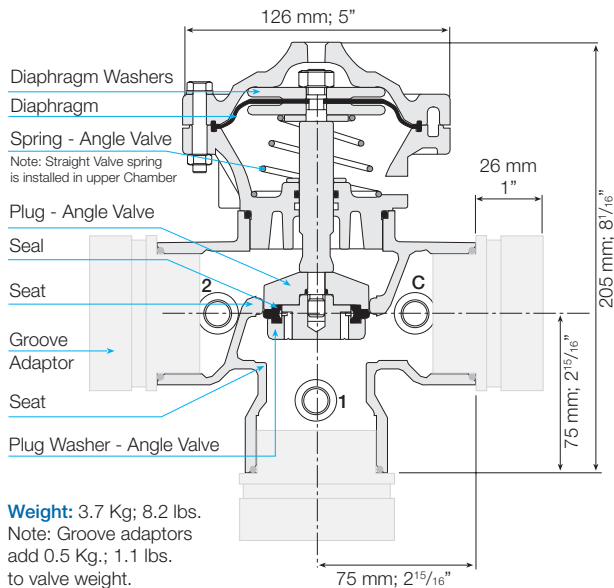 126 mm; 5”
Diaphragm Washers
Diaphragm
Spring - Angle Valve
Note: Straight Valve spring
is installed in upper Chamber
26 mm
1”
Plug - Angle Valve
Seal
Seat
2
C
205 mm; 8 1/16”
Groove
Adaptor
75 mm; 2 15/16”
Seat
1
Plug Washer - Angle Valve
Weight: 3.7 Kg; 8.2 lbs.
Note: Groove adaptors
add 0.5 Kg.; 1.1 lbs.
to valve weight.
75 mm; 2 15/16”